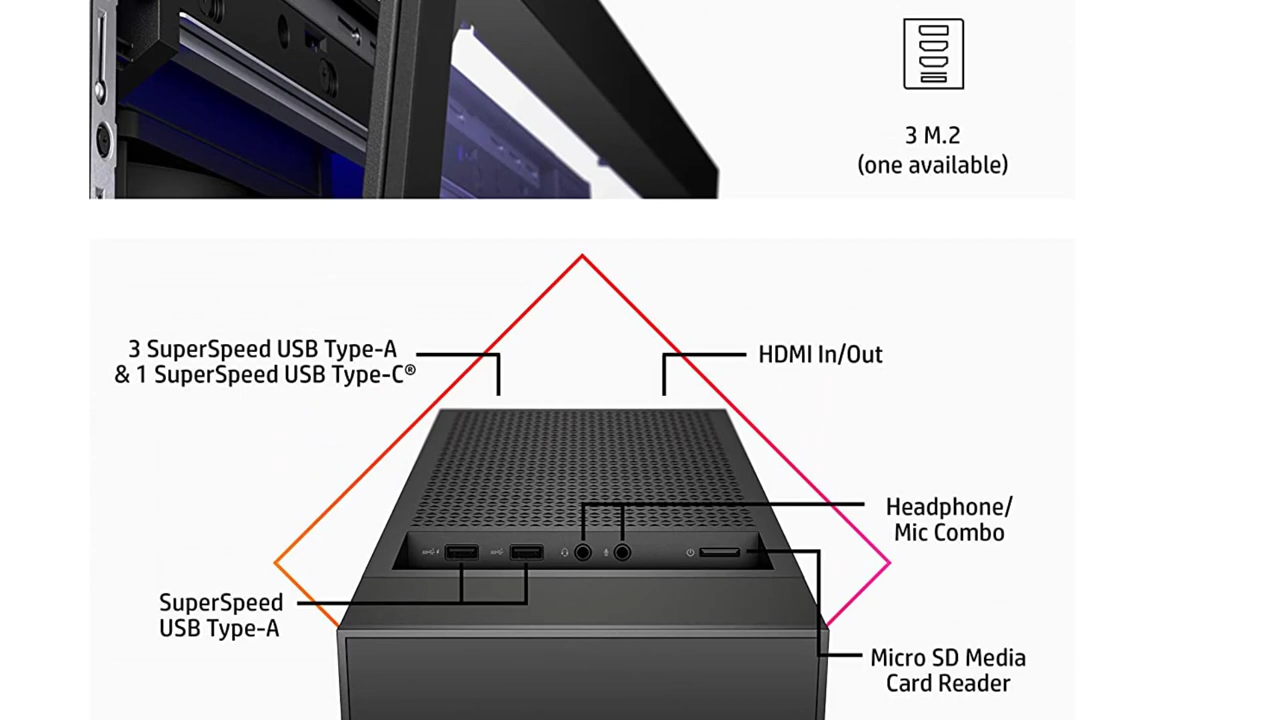 3 M.2
(one available)
3 SuperSpeed USB Type-A
& 1 SuperSpeed USB Type-C®
HDMI In/Out
Headphone/
Mic Combo
SuperSpeed
USB Type-A
Micro SD Media
Card Reader